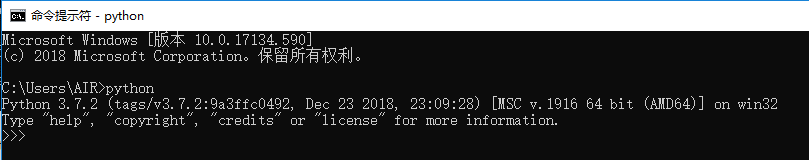 命令提示符 - python
Microsoft Windows [版本 10.0.17134.590]
(c) 2018 Microsoft Corporation。保留所有权利。
C:\Users\AIR>python
Python 3.7.2 (tags/v3.7.2:9a3ffc0492, Dec 23 2018, 23:09:28) [MSC v.1916 64 bit (AMD64)] on win32
Type "help", "copyright", "credits" or "license" for more information.
>>>